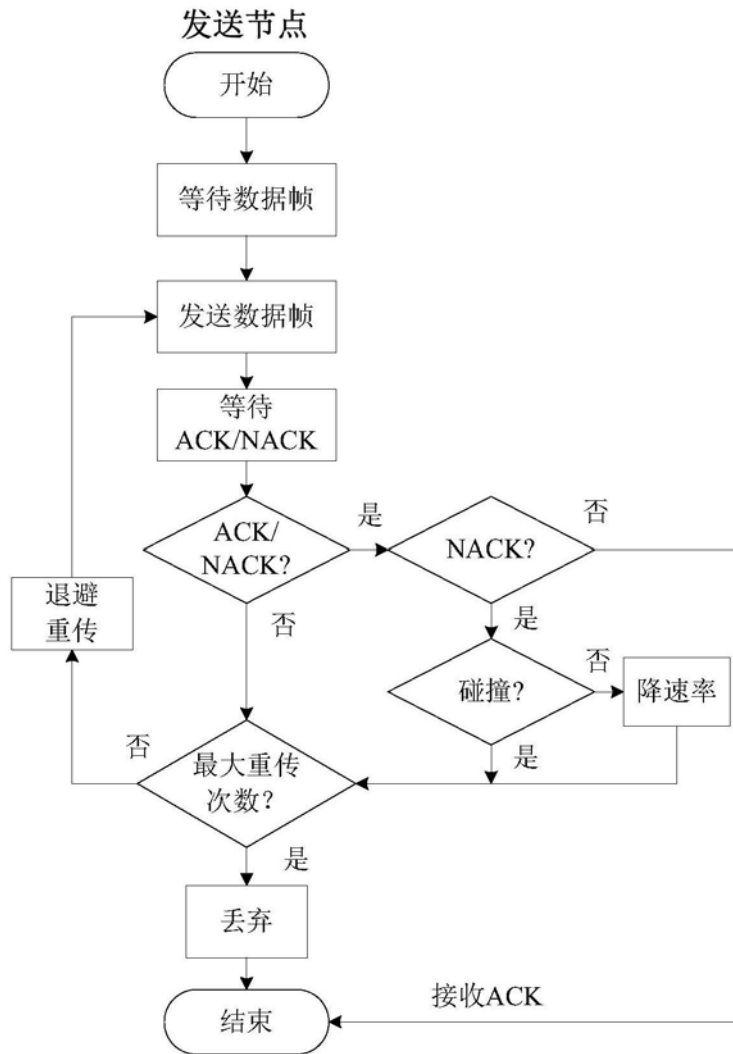 发送节点
开始
等待数据帧
发送数据帧
等待
ACK/NACK
ACK/
NACK?
是
NACK?
否
退避
重传
否
是
碰撞?
否
降速率
否
最大重传
次数?
是
是
丢弃
接收ACK
结束